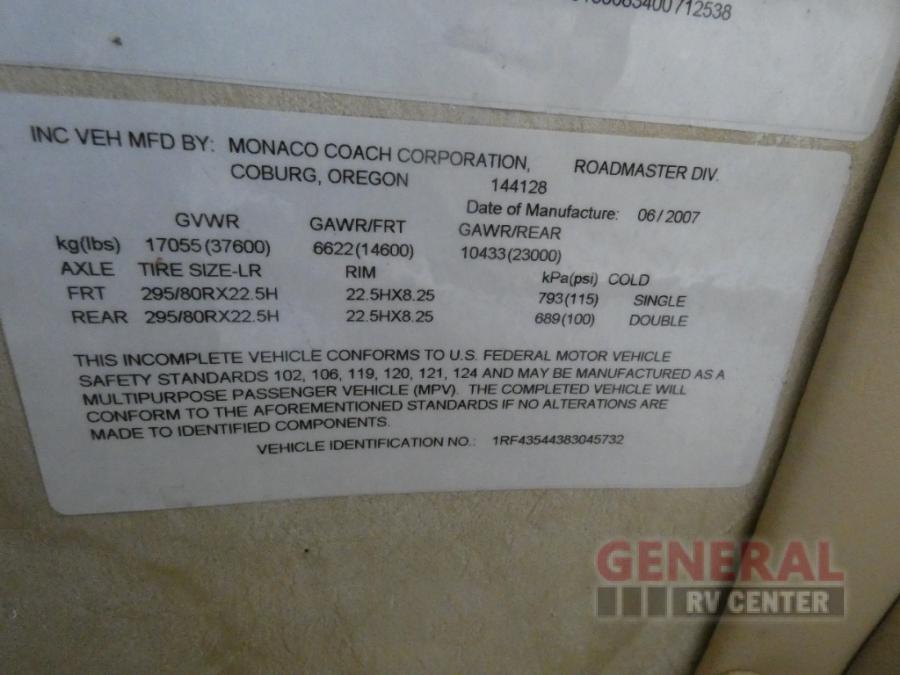 712538
INC VEH MFD BY: MONACO COACH CORPORATION, ROADMASTER DIV.
COBURG, OREGON 144128
Date of Manufacture: 06/2007
GVWR GAWR/FRT GAWR/REAR
kg(lbs) 17055(37600) 6622(14600) 10433(23000)
AXLE TIRE SIZE-LR RIM kPa(psi) COLD
FRT 295/80RX22.5H 22.5HX8.25 793(115) SINGLE
REAR 295/80RX22.5H 22.5HX8.25 689(100) DOUBLE
THIS INCOMPLETE VEHICLE CONFORMS TO U.S. FEDERAL MOTOR VEHICLE
SAFETY STANDARDS 102, 106, 119, 120, 121, 124 AND MAY BE MANUFACTURED AS A
MULTIPURPOSE PASSENGER VEHICLE (MPV). THE COMPLETED VEHICLE WILL
CONFORM TO THE AFOREMENTIONED STANDARDS IF NO ALTERATIONS ARE
MADE TO IDENTIFIED COMPONENTS.
VEHICLE IDENTIFICATION NO.: 1RF43544383045732
GENERAL
RV CENTER